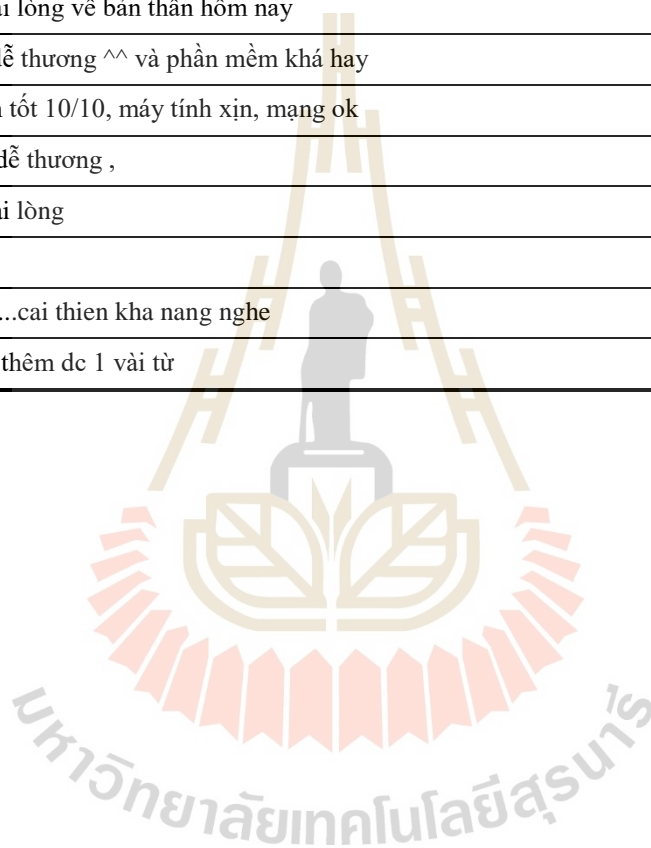 lòng về bản thân hôm nay
thương ^^ và phần mềm khá hay
tốt 10/10, máy tính xịn, mạng ok
dễ thương ,
lòng
...cai thien kha nang nghe
thêm dc 1 vài từ
มหาวิทยาลัยเทคโนโลยีสุรนารี